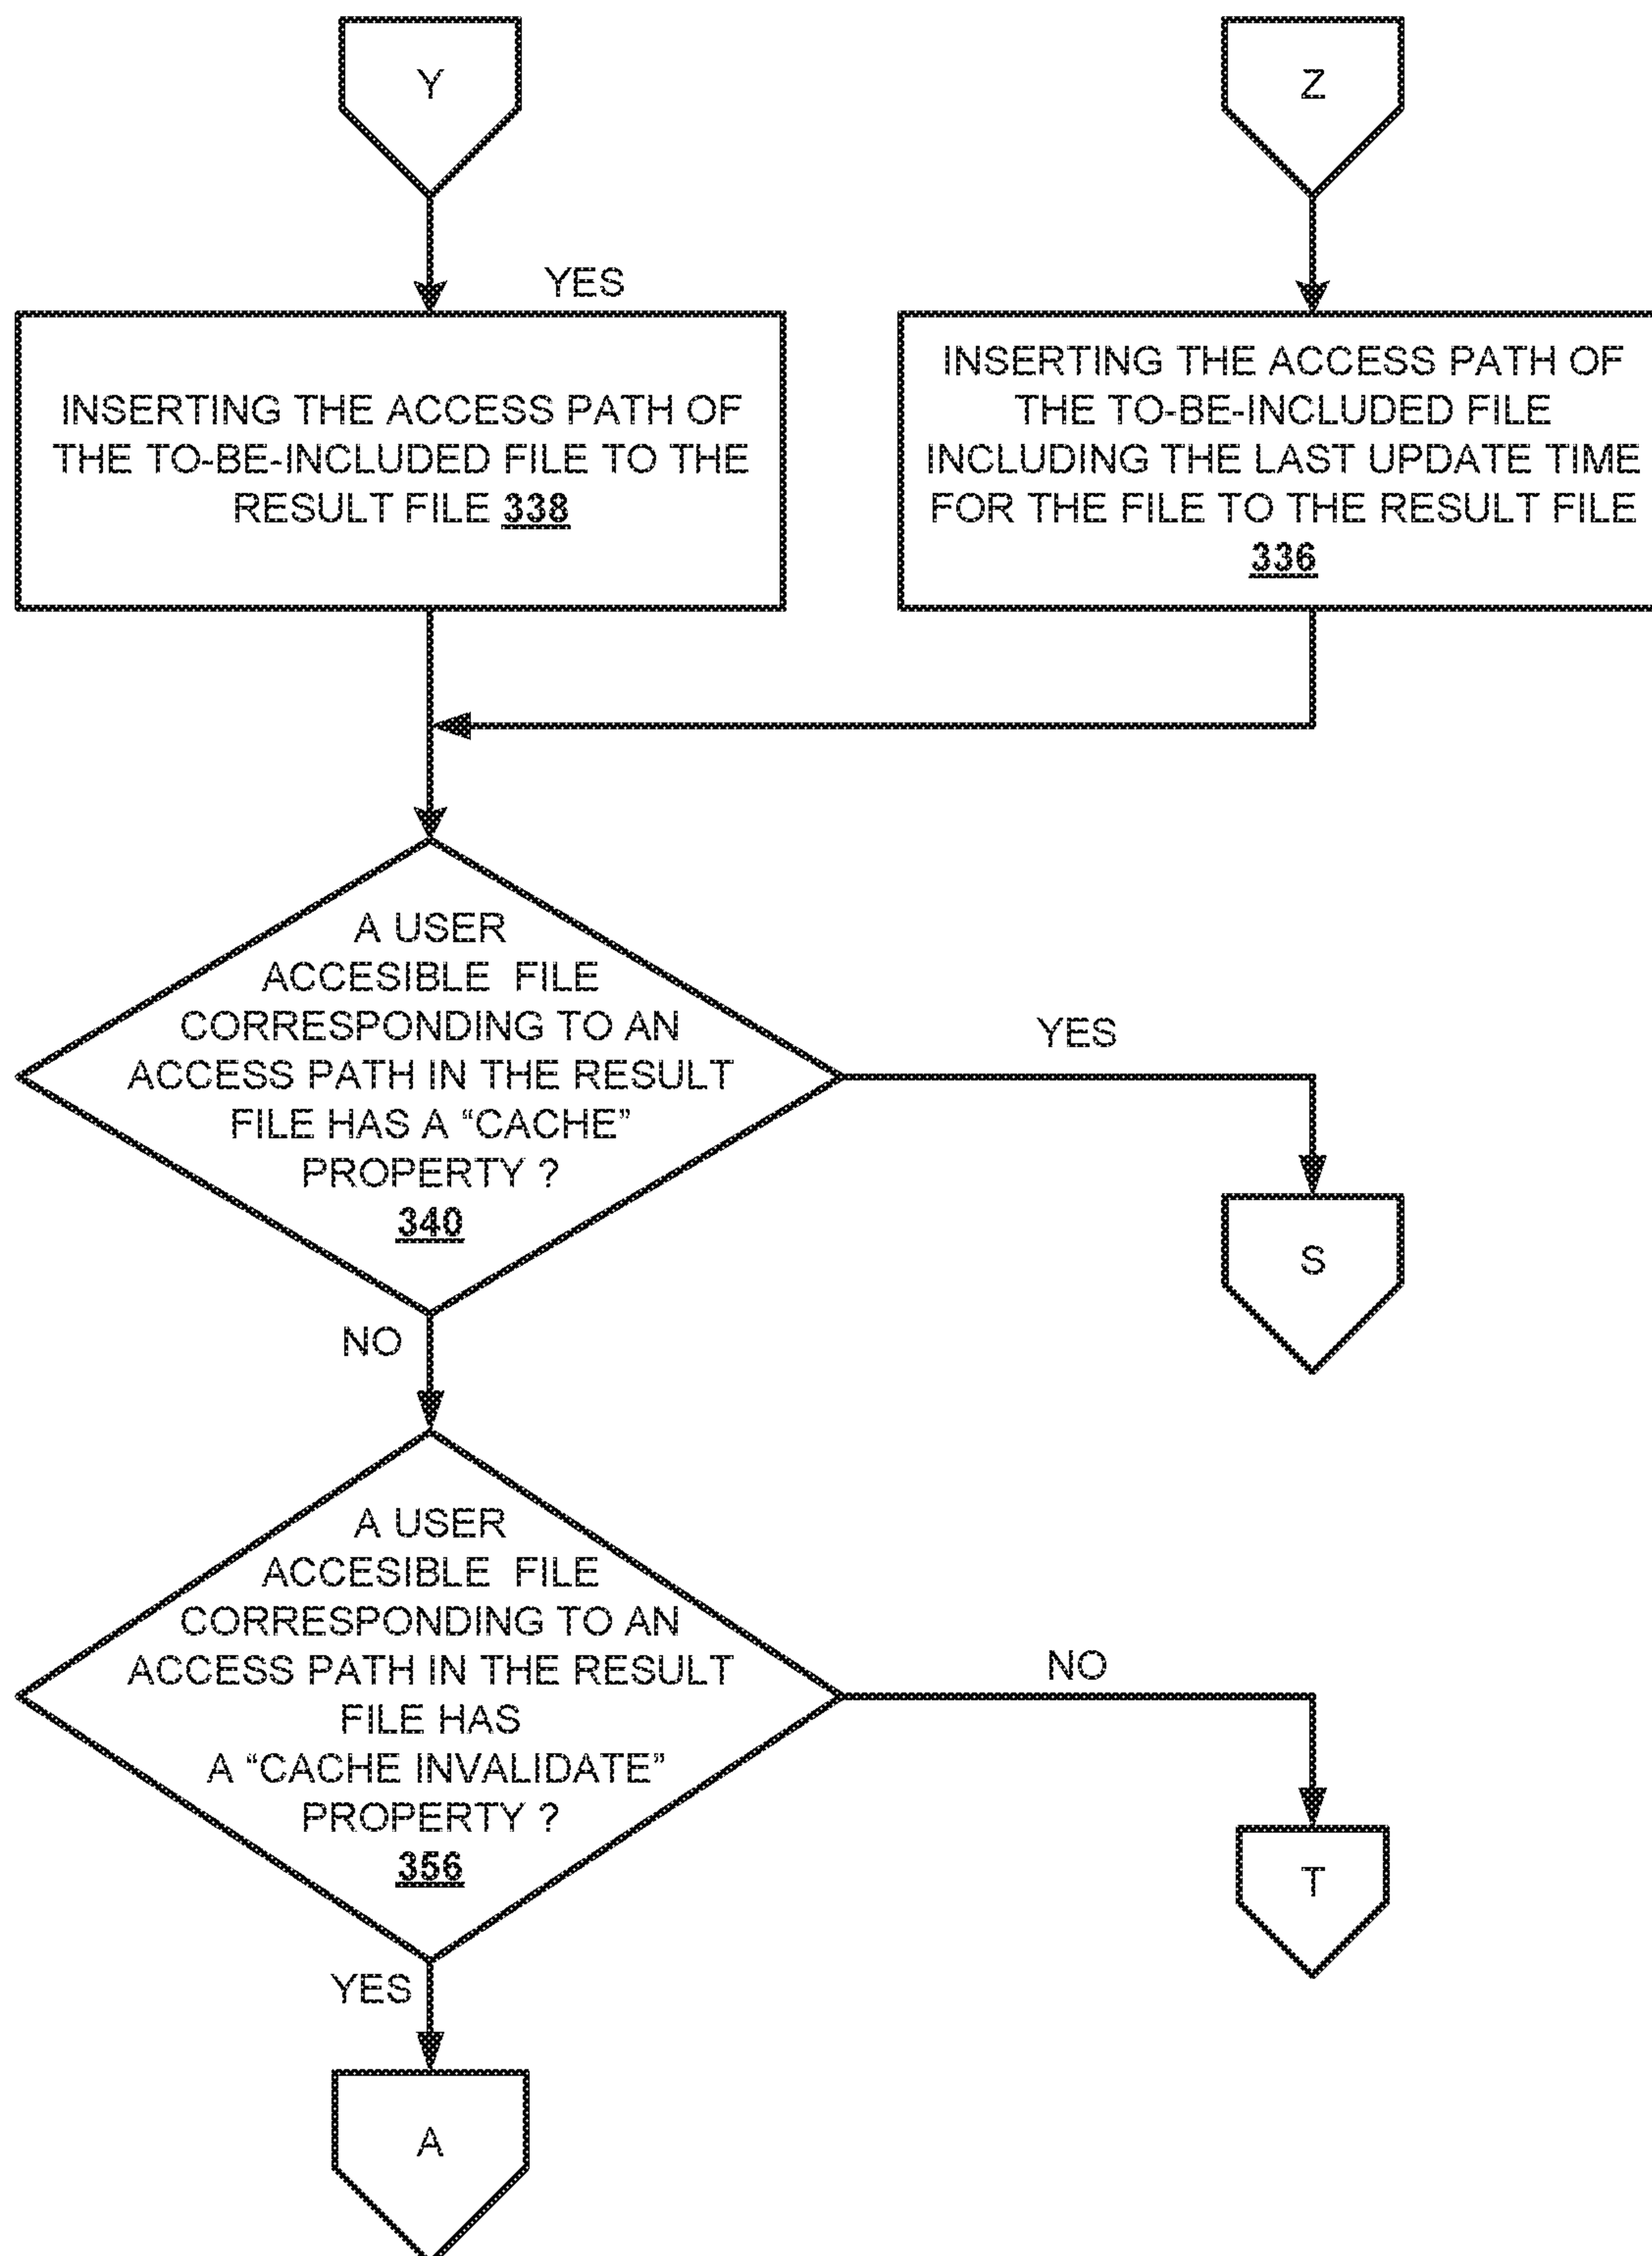 Y
Z
YES
INSERTING THE ACCESS PATH OF
THE TO-BE-INCLUDED FILE TO THE
RESULT FILE 338
INSERTING THE ACCESS PATH OF
THE TO-BE-INCLUDED FILE
INCLUDING THE LAST UPDATE TIME
FOR THE FILE TO THE RESULT FILE
336
A USER
ACCESIBLE FILE
CORRESPONDING TO AN
ACCESS PATH IN THE RESULT
FILE HAS A “CACHE”
PROPERTY ?
340
YES
S
NO
A USER
ACCESIBLE FILE
CORRESPONDING TO AN
ACCESS PATH IN THE RESULT
FILE HAS
A “CACHE INVALIDATE”
PROPERTY ?
356
NO
T
YES
A